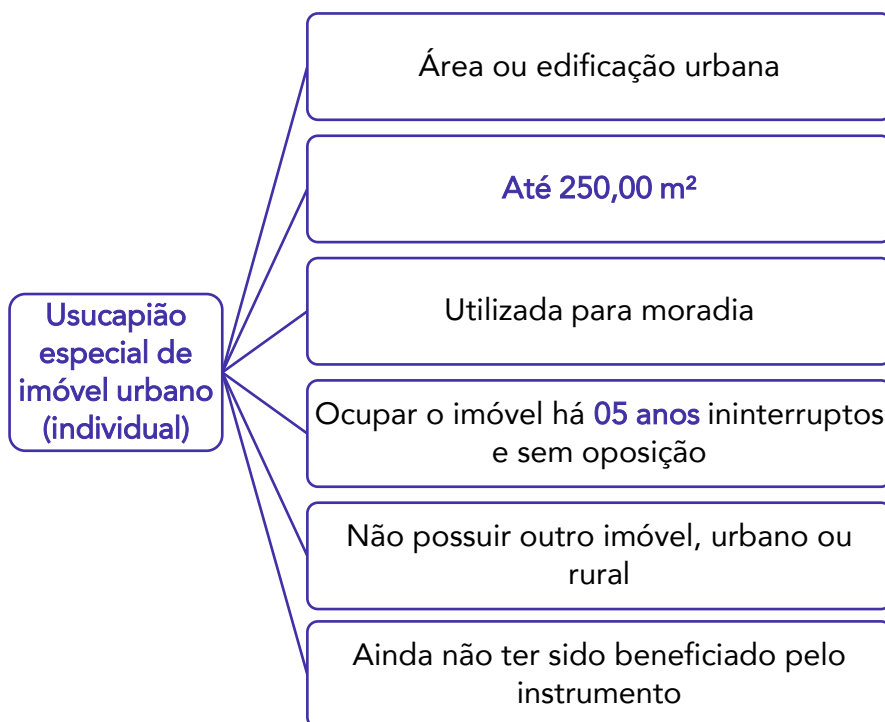 Usucapião
especial de
imóvel urbano
(individual)
Área ou edificação urbana
Até 250,00 m²
Utilizada para moradia
Ocupar o imóvel há 05 anos ininterruptos
e sem oposição
Não possuir outro imóvel, urbano ou
rural
Ainda não ter sido beneficiado pelo
instrumento